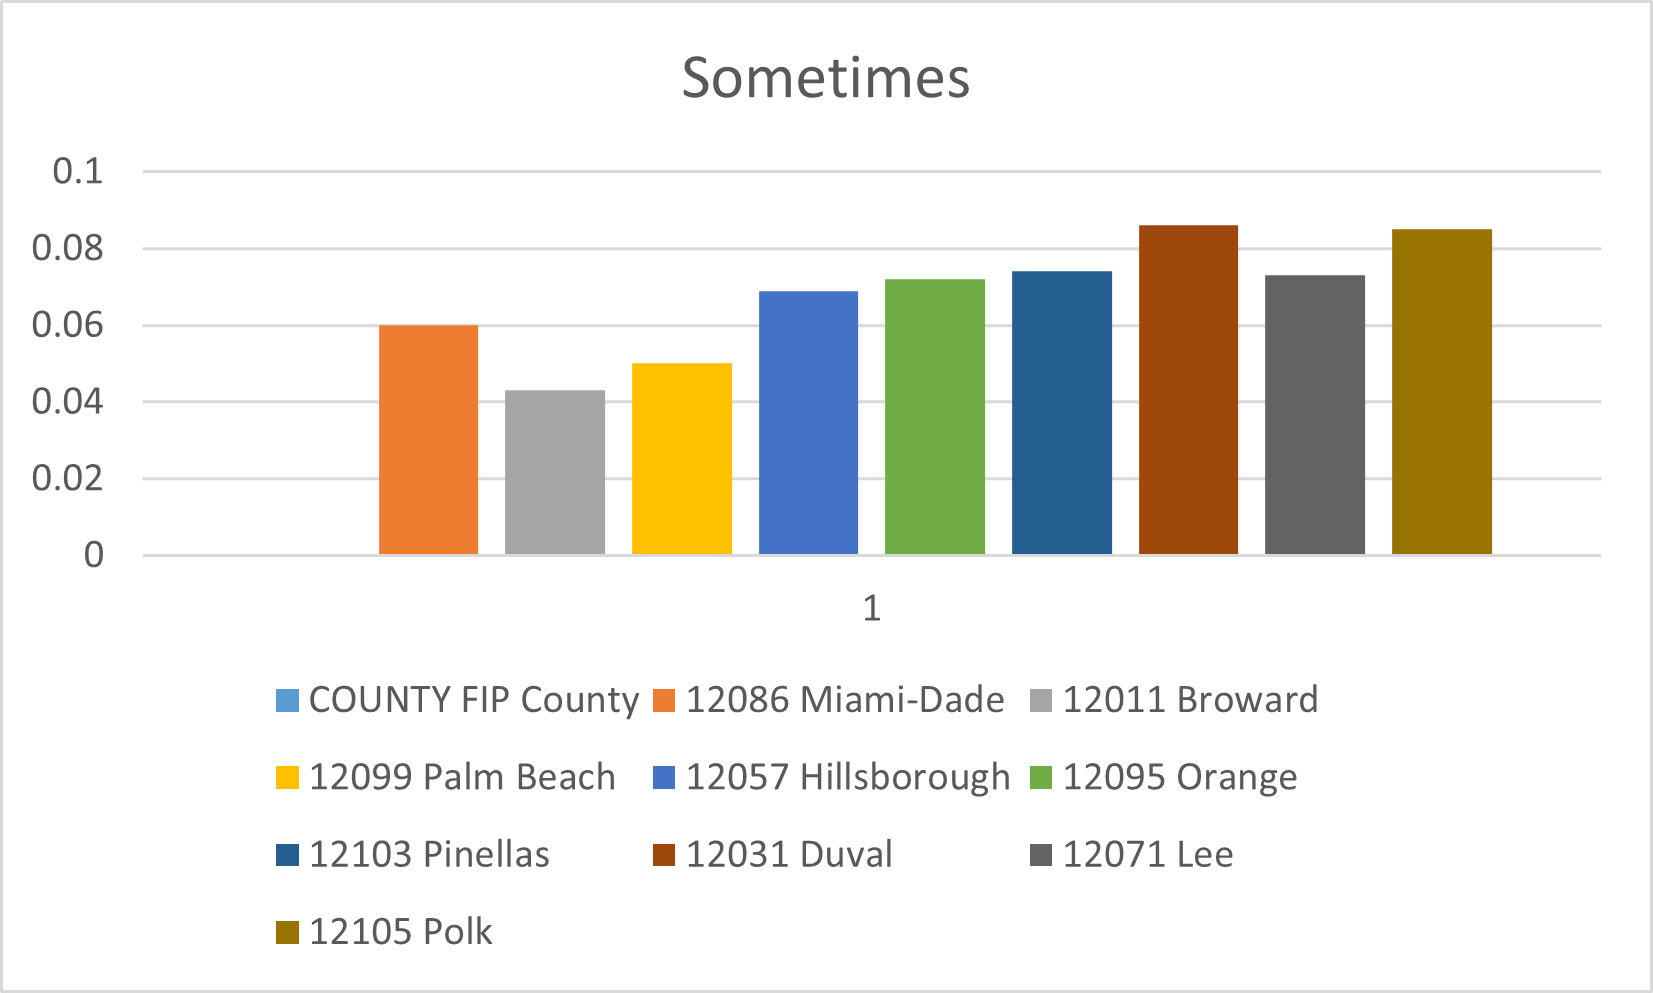 Sometimes
0.1
0.08
0.06
0.04
0.02
0
1
COUNTY FIP County 12086 Miami-Dade 12011 Broward
12099 Palm Beach 12057 Hillsborough 12095 Orange
12103 Pinellas 12031 Duval 12071 Lee
12105 Polk